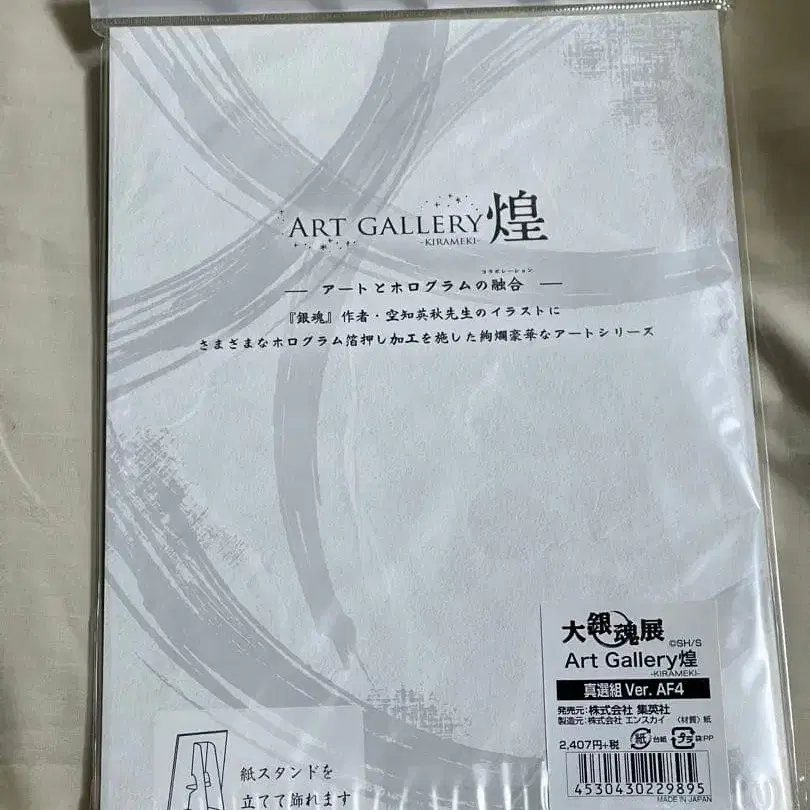 ART GALLERY煌
-KIRAMEKI-
コラボレーション
アートとホログラムの融合
『銀魂』作者・空知英秋先生のイラストに
さまざまなホログラム箔押し加工を施した絢爛豪華なアートシリーズ
大銀魂展
©SH/S
Art Gallery煌
-KIRAMEKI-
真選組 Ver. AF4
発売元:株式会社 集英社
製造元:株式会社 エンスカイ 〈材質〉紙
2,407円+税 紙 台紙 プラ 袋:PP
4530430229895
MADE IN JAPAN
紙スタンドを
立てて飾れます